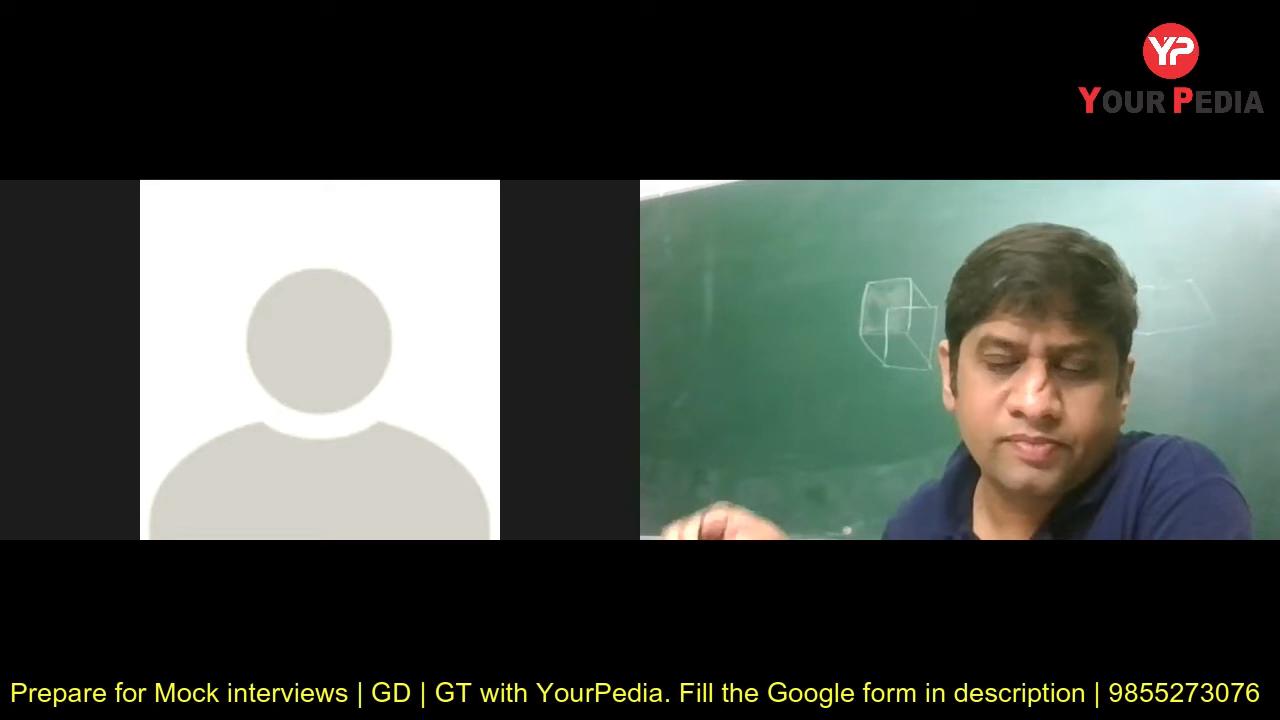 YP
YOUR PEDIA
Prepare for Mock interviews | GD | GT with YourPedia. Fill the Google form in description | 9855273076